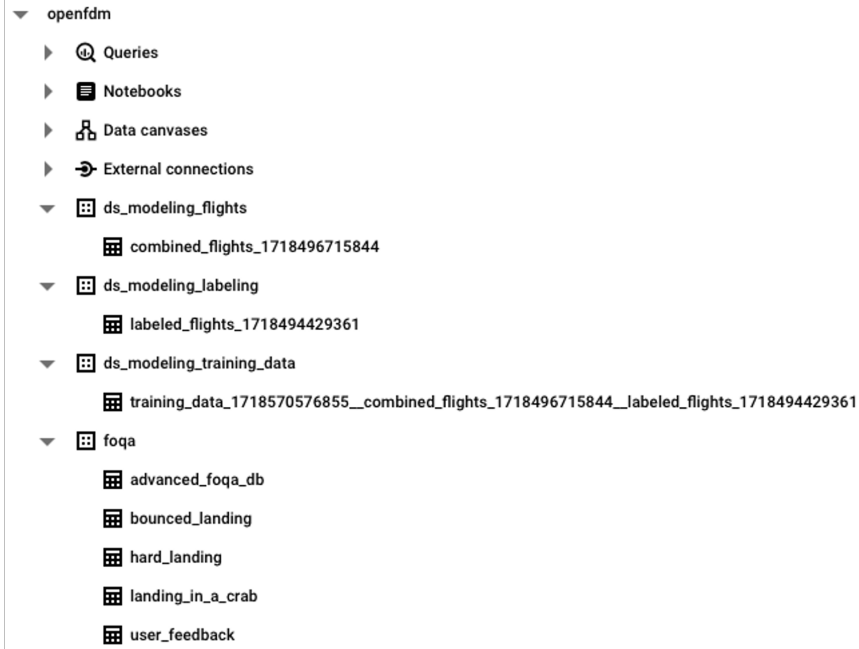 openfdm
Queries
Notebooks
Data canvases
External connections
ds_modeling_flights
combined_flights_1718496715844
ds_modeling_labeling
labeled_flights_1718494429361
ds_modeling_training_data
training_data_1718570576855__combined_flights_1718496715844__labeled_flights_1718494429361
foqa
advanced_foqa_db
bounced_landing
hard_landing
landing_in_a_crab
user_feedback